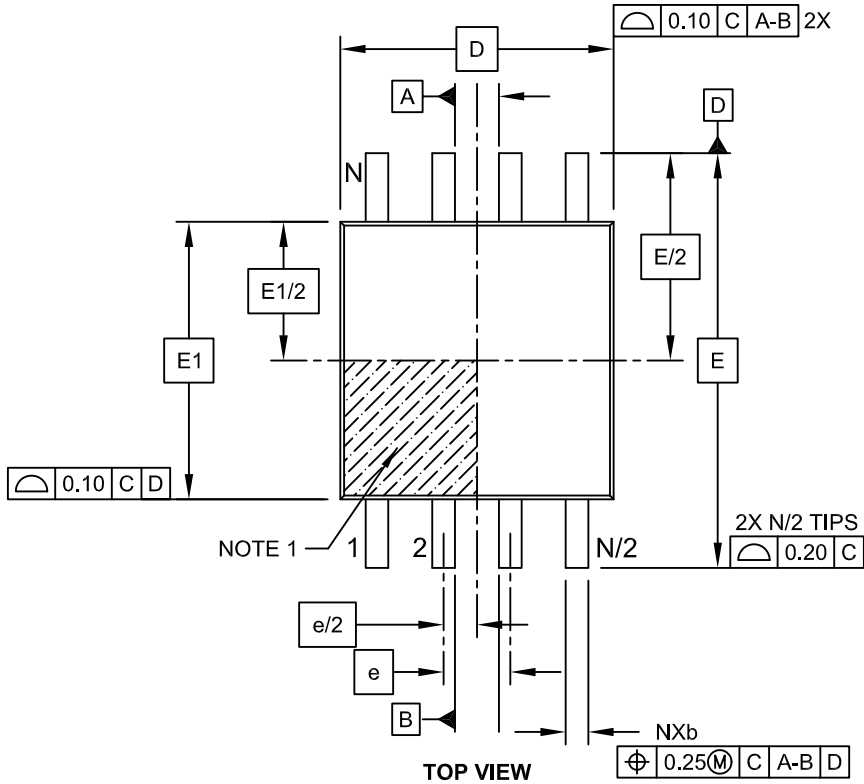 0.10 C A-B 2X
D
A
D
N
E/2
E1/2
E1
E
0.10 C D
NOTE 1
1
2
N/2
2X N/2 TIPS
0.20 C
e/2
e
B
NXb
0.25Ⓜ C A-B D
TOP VIEW